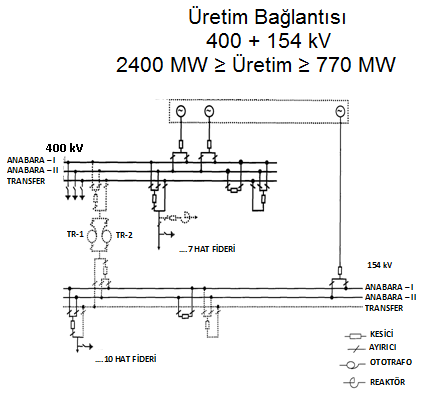 Üretim Bağlantısı
400 + 154 kV
2400 MW ≥ Üretim ≥ 770 MW
400 kV
ANABARA – I
ANABARA – II
TRANSFER
TR-1
TR-2
....7 HAT FİDERİ
154 kV
ANABARA – I
ANABARA – II
TRANSFER
....10 HAT FİDERİ
KESİCİ
AYIRICI
OTOTRAFO
REAKTÖR